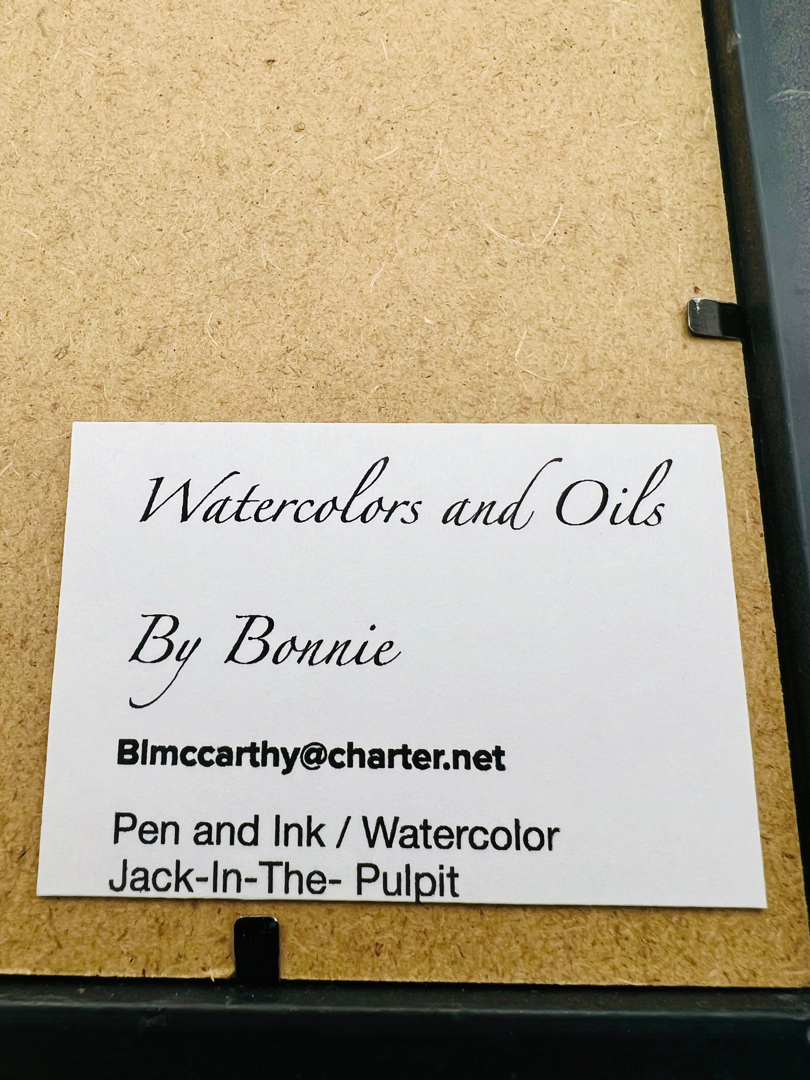 Watercolors and Oils
By Bonnie
Blmccarthy@charter.net
Pen and Ink / Watercolor
Jack-In-The- Pulpit